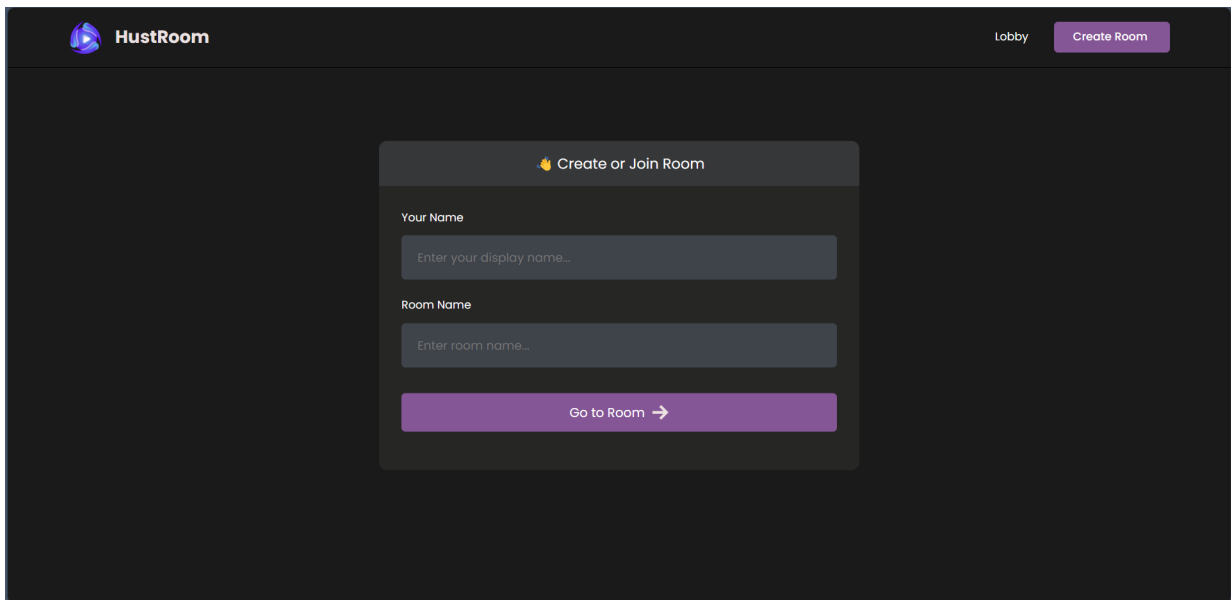 HustRoom
Lobby
Create Room
👋 Create or Join Room
Your Name
Enter your display name...
Room Name
Enter room name...
Go to Room →